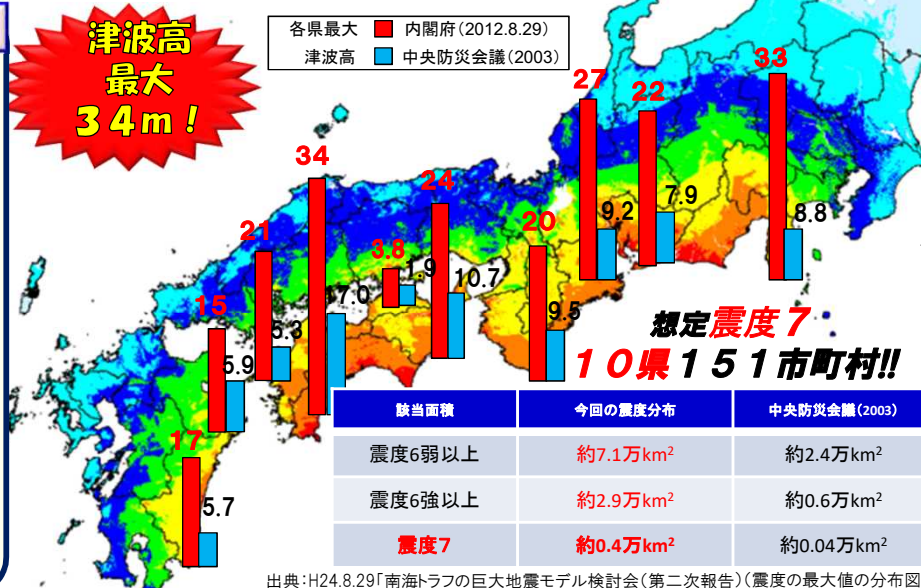 津波高
最大
34m!
各県最大 内閣府(2012.8.29)
津波高 中央防災会議(2003)
33
27
22
34
24
7.9
9.2
8.8
21
20
3.8
1.9
10.7
7.0
15
5.3
9.5
5.9
想定震度7
10県151市町村!!
17
5.7
該当面積 今回の震度分布 中央防災会議(2003)
震度6弱以上 約7.1万km² 約2.4万km²
震度6強以上 約2.9万km² 約0.6万km²
震度7 約0.4万km² 約0.04万km²
出典:H24.8.29「南海トラフの巨大地震モデル検討会(第二次報告)(震度の最大値の分布図